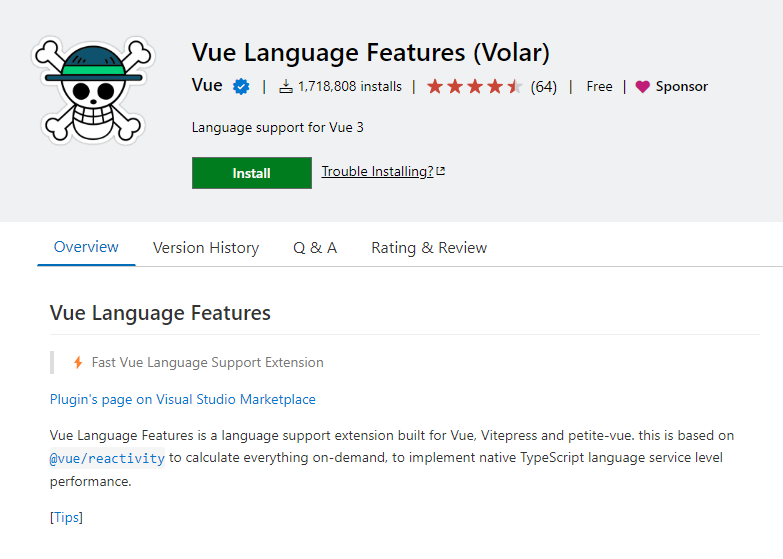 Vue Language Features (Volar)
Vue | 1,718,808 installs | (64) | Free | Sponsor
Language support for Vue 3
Install Trouble Installing?
Overview Version History Q & A Rating & Review
Vue Language Features
Fast Vue Language Support Extension
Plugin's page on Visual Studio Marketplace
Vue Language Features is a language support extension built for Vue, Vitepress and petite-vue. this is based on
@vue/reactivity to calculate everything on-demand, to implement native TypeScript language service level
performance.
[Tips]